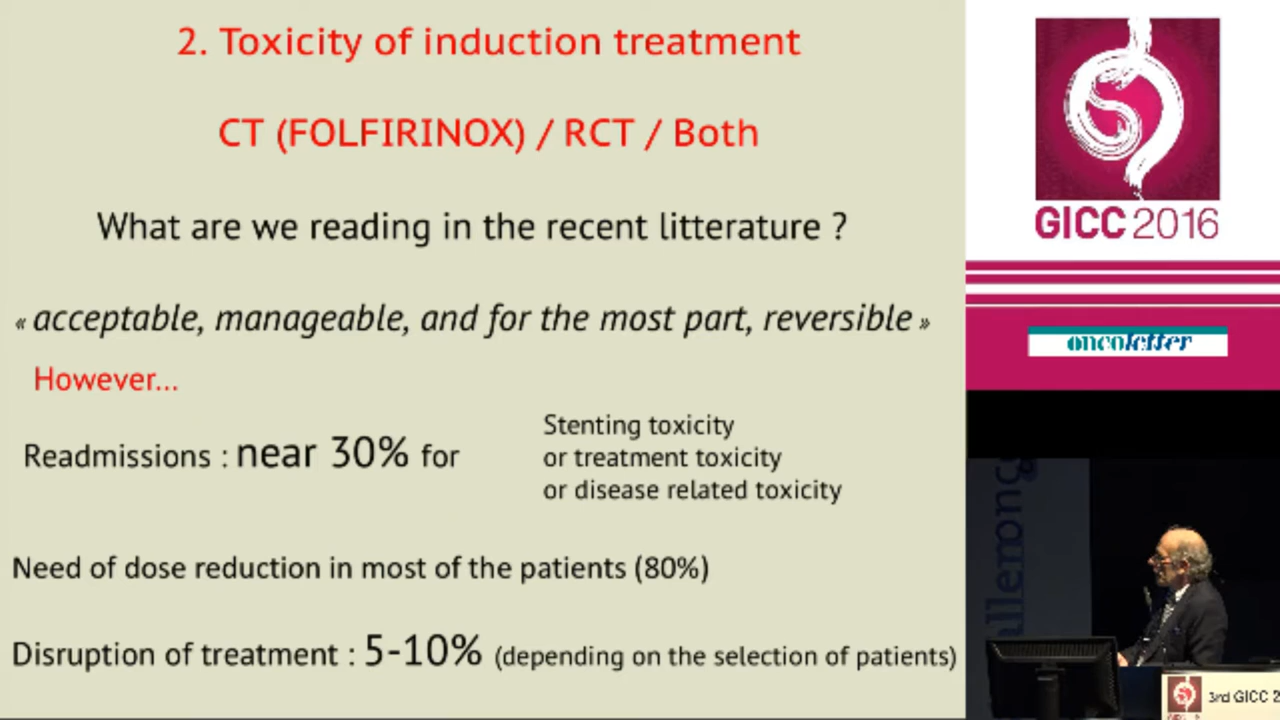 2. Toxicity of induction treatment
CT (FOLFIRINOX) / RCT / Both
What are we reading in the recent litterature ?
« acceptable, manageable, and for the most part, reversible »
However...
Readmissions : near 30% for
Stenting toxicity
or treatment toxicity
or disease related toxicity
Need of dose reduction in most of the patients (80%)
Disruption of treatment : 5-10% (depending on the selection of patients)
GICC 2016
oncoletter
3rd GICC 2